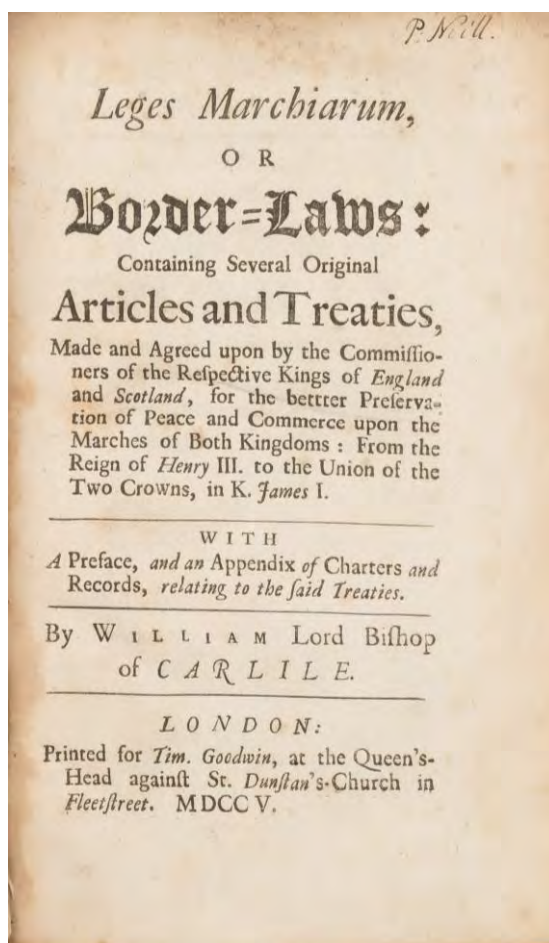 P. Neill.
Leges Marchiarum,
OR
Border=Laws:
Containing Several Original
Articles and Treaties,
Made and Agreed upon by the Commiſſio-
ners of the Reſpective Kings of England
and Scotland, for the bettrer Preſerva-
tion of Peace and Commerce upon the
Marches of Both Kingdoms : From the
Reign of Henry III. to the Union of the
Two Crowns, in K. James I.
WITH
A Preface, and an Appendix of Charters and
Records, relating to the ſaid Treaties.
By WILLIAM Lord Biſhop
of CARLILE.
LONDON:
Printed for Tim. Goodwin, at the Queen's-
Head againſt St. Dunſtan's-Church in
Fleetſtreet. MDCCV.